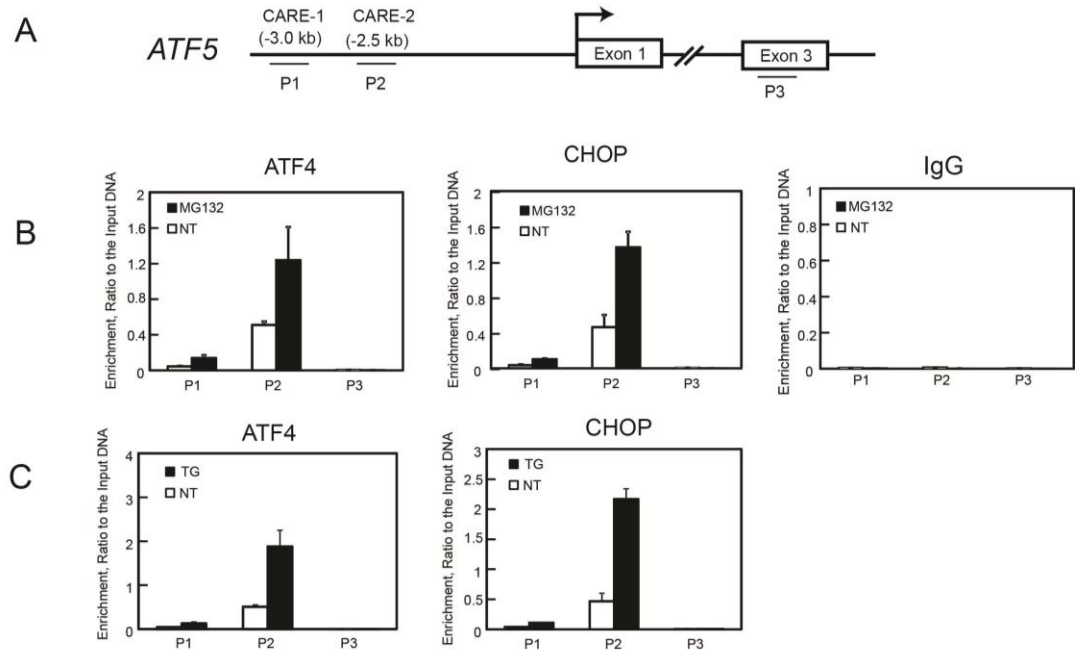 A
ATF5
CARE-1
(-3.0 kb)
CARE-2
(-2.5 kb)
P1
P2
Exon 1
Exon 3
P3
B
ATF4
Enrichment, Ratio to the Input DNA
2
1.6
1.2
0.8
0.4
0
MG132
NT
P1
P2
P3
CHOP
Enrichment, Ratio to the Input DNA
2
1.6
1.2
0.8
0.4
0
MG132
NT
P1
P2
P3
IgG
Enrichment, Ratio to the Input DNA
1
0.8
0.6
0.4
0.2
0
MG132
NT
P1
P2
P3
C
ATF4
Enrichment, Ratio to the Input DNA
4
3
2
1
0
TG
NT
P1
P2
P3
CHOP
Enrichment, Ratio to the Input DNA
3
2.5
2
1.5
1
0.5
0
TG
NT
P1
P2
P3